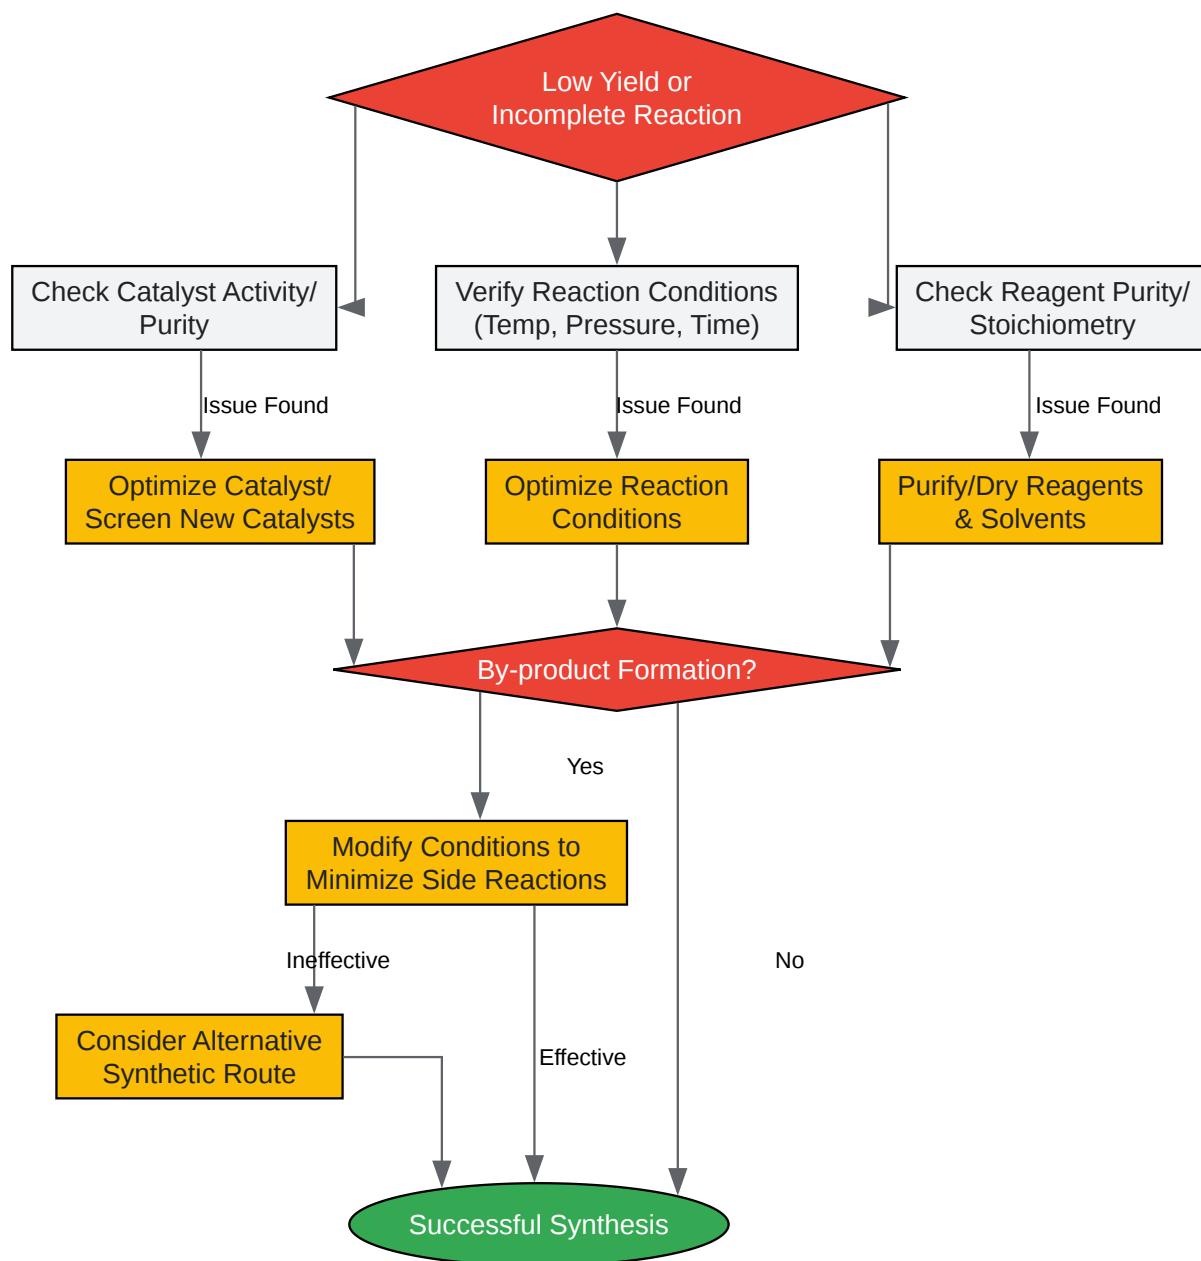 Low Yield or
Incomplete Reaction
Check Catalyst Activity/
Purity
Verify Reaction Conditions
(Temp, Pressure, Time)
Check Reagent Purity/
Stoichiometry
Issue Found
Issue Found
Issue Found
Optimize Catalyst/
Screen New Catalysts
Optimize Reaction
Conditions
Purify/Dry Reagents
& Solvents
By-product Formation?
Yes
Modify Conditions to
Minimize Side Reactions
Ineffective
No
Consider Alternative
Synthetic Route
Effective
Successful Synthesis